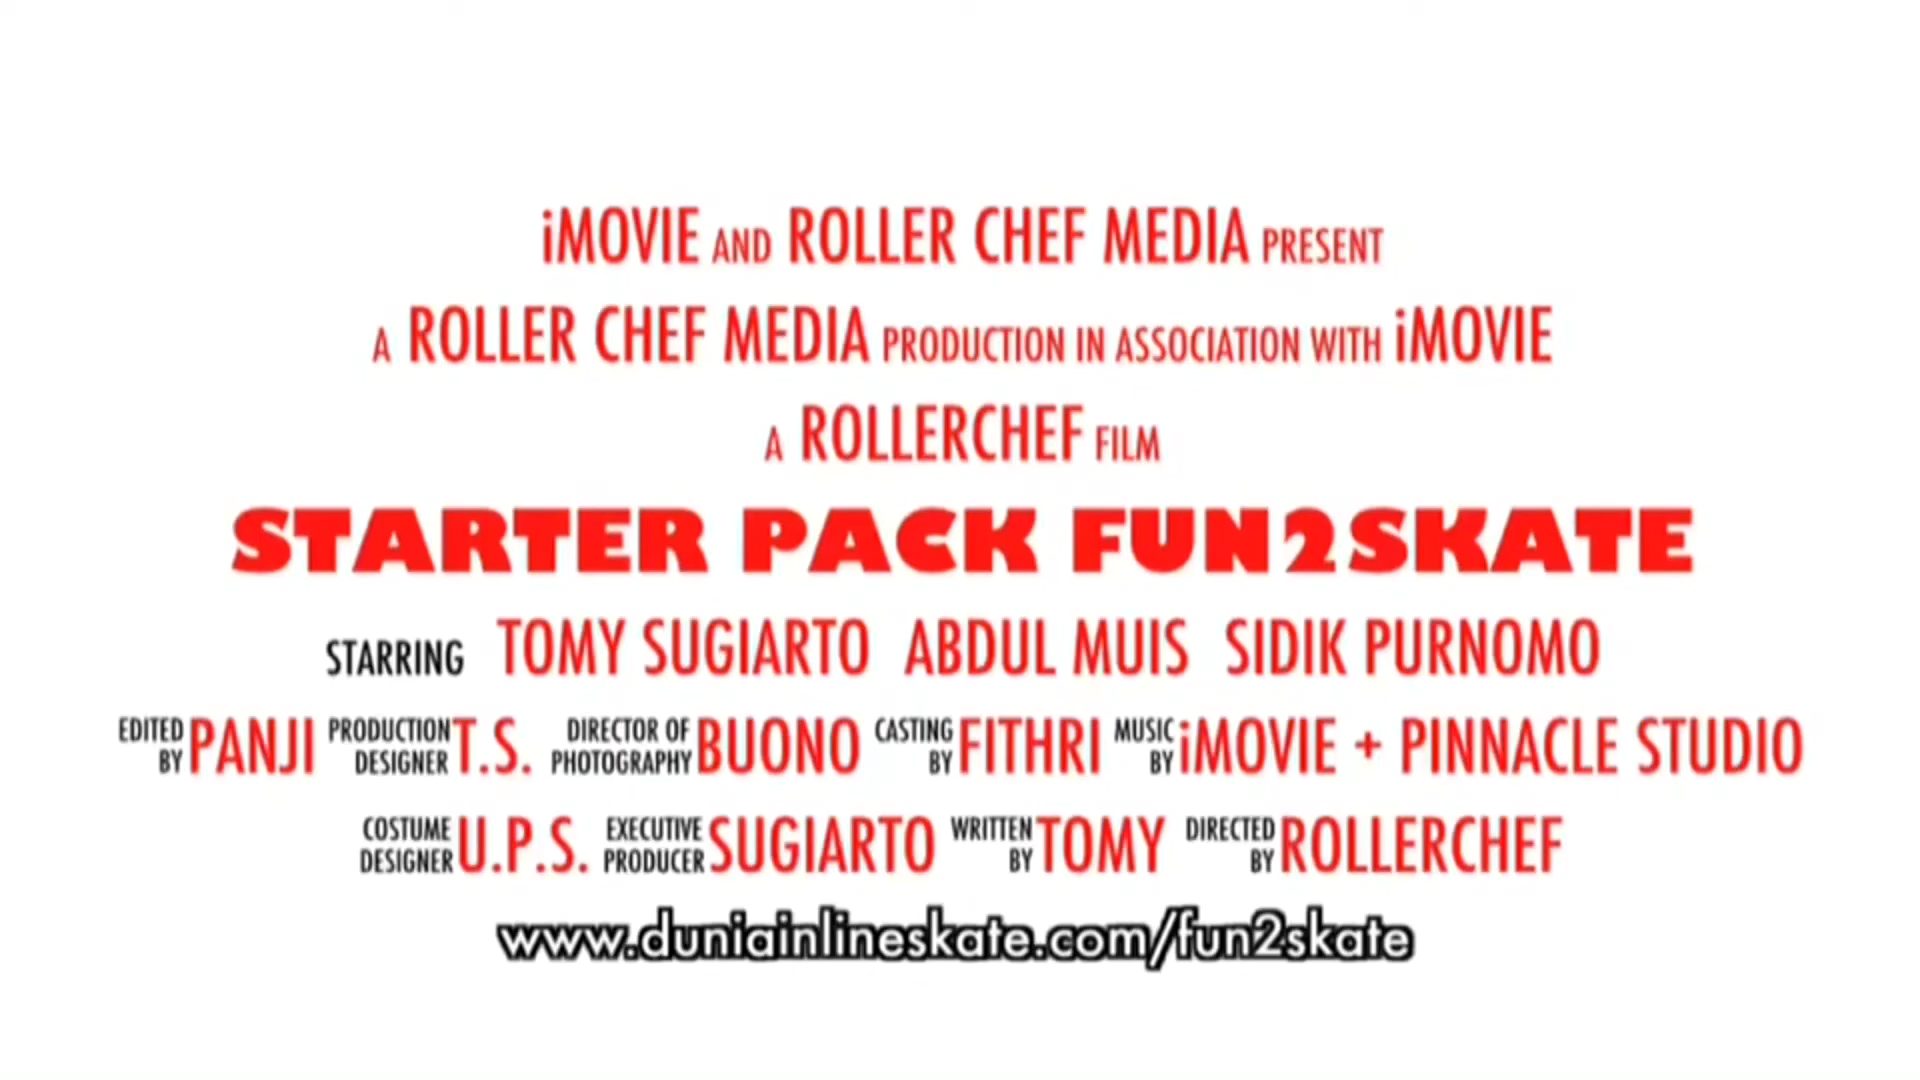 iMOVIE AND ROLLER CHEF MEDIA PRESENT
A ROLLER CHEF MEDIA PRODUCTION IN ASSOCIATION WITH iMOVIE
A ROLLERCHEF FILM
STARTER PACK FUN2SKATE
STARRING TOMY SUGIARTO ABDUL MUIS SIDIK PURNOMO
EDITED BY PANJI PRODUCTION DESIGNER T.S. DIRECTOR OF PHOTOGRAPHY BUONO CASTING BY FITHRI MUSIC BY iMOVIE + PINNACLE STUDIO
COSTUME DESIGNER U.P.S. EXECUTIVE PRODUCER SUGIARTO WRITTEN BY TOMY DIRECTED BY ROLLERCHEF
www.duniainlineskate.com/fun2skate